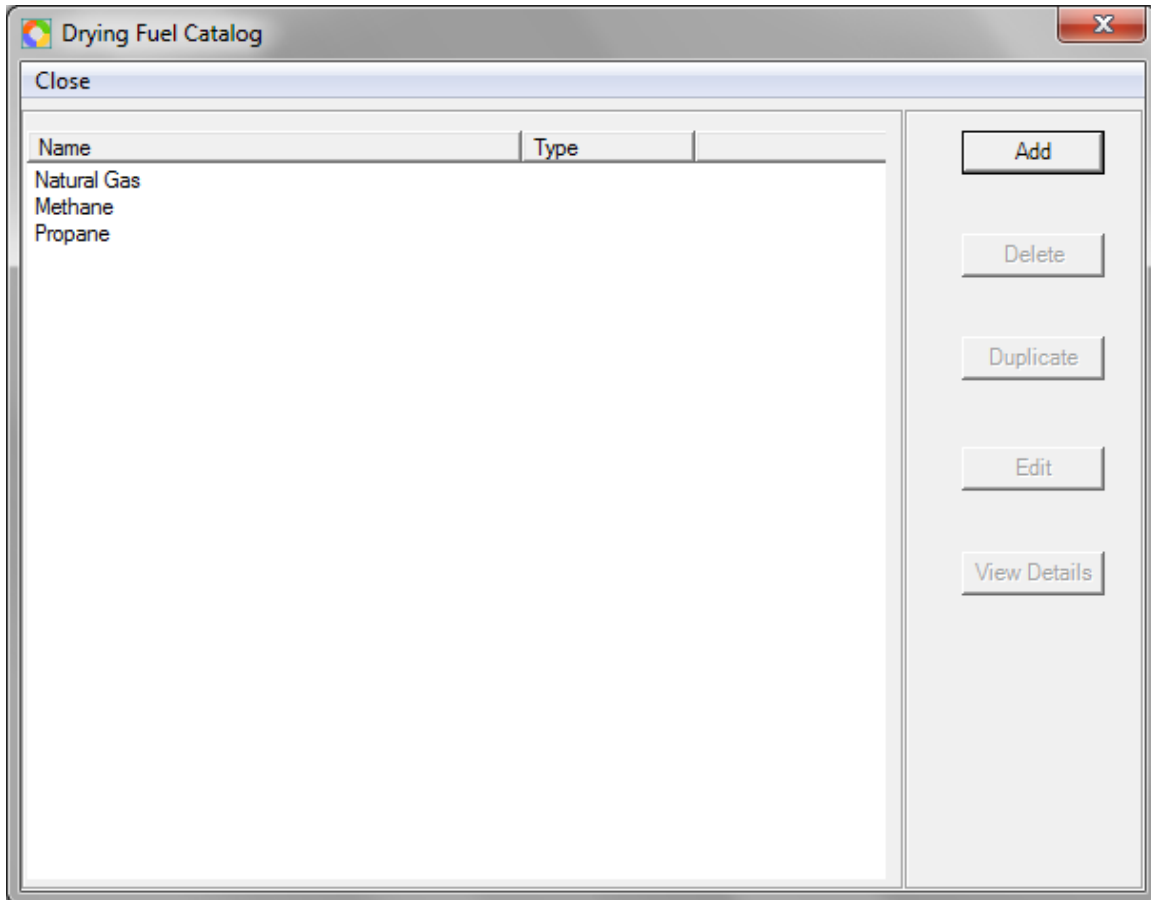 Drying Fuel Catalog
Close
Name Type
Natural Gas
Methane
Propane
Add
Delete
Duplicate
Edit
View Details